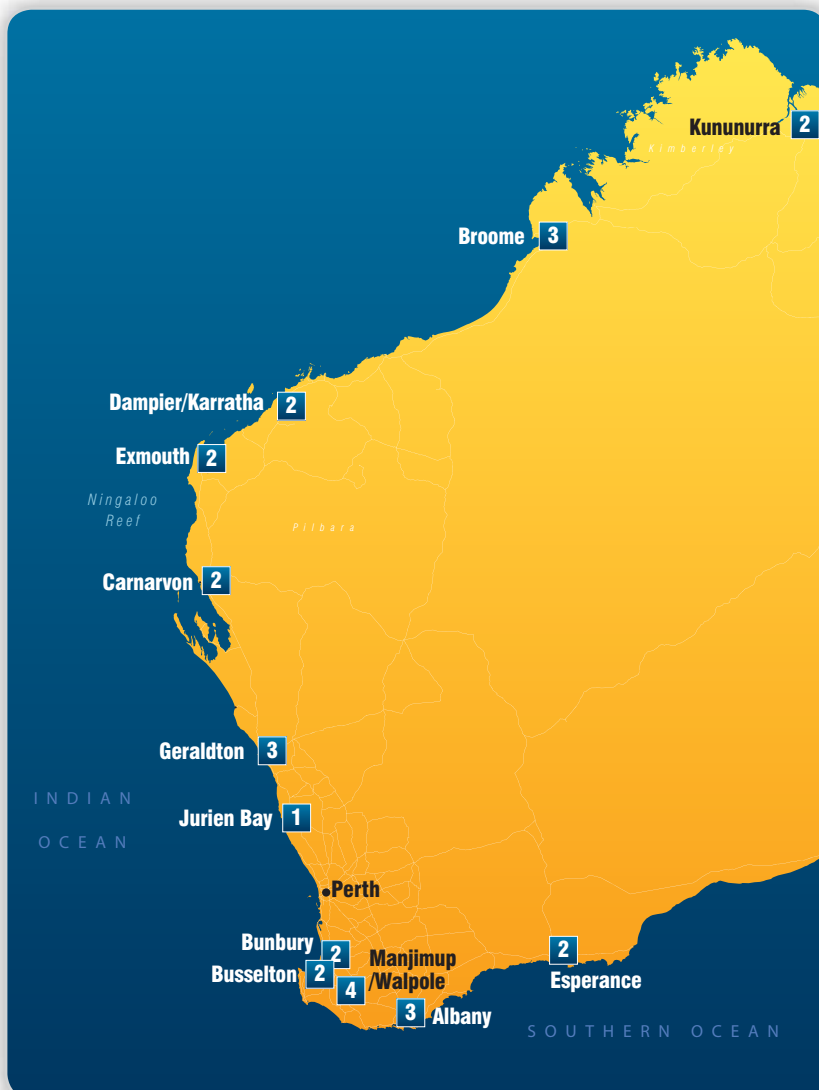 Kununurra 2
Kimberley
Broome 3
Dampier/Karratha 2
Exmouth 2
Ningaloo
Reef
Pilbara
Carnarvon 2
Geraldton 3
INDIAN
OCEAN
Jurien Bay 1
Perth
Bunbury 2
Busselton 2
Manjimup
/Walpole
4
2
Esperance
3 Albany
SOUTHERN OCEAN